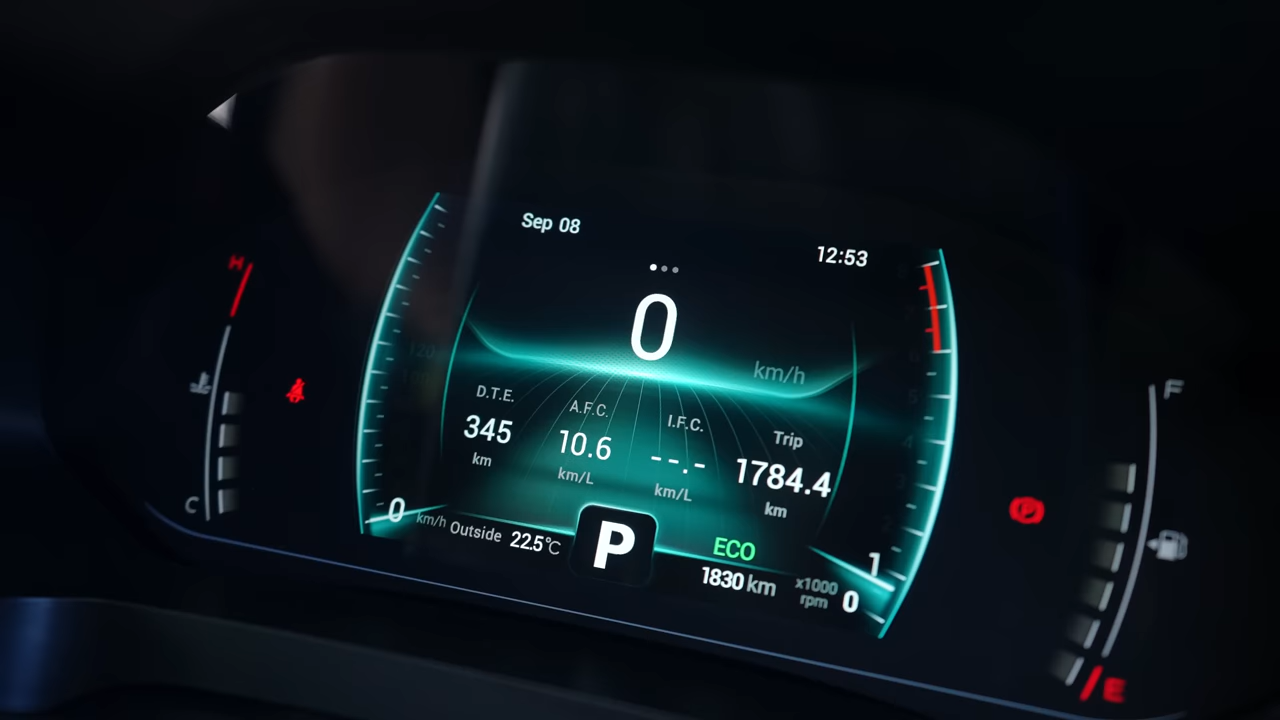 Sep 08
12:53
H
0
km/h
D.T.E.
345
km
A.F.C.
10.6
km/L
I.F.C.
--.-
km/L
Trip
1784.4
km
C
0 km/h
Outside 22.5℃
P
ECO
1830 km
x1000
rpm
0
1
F
P
E
120